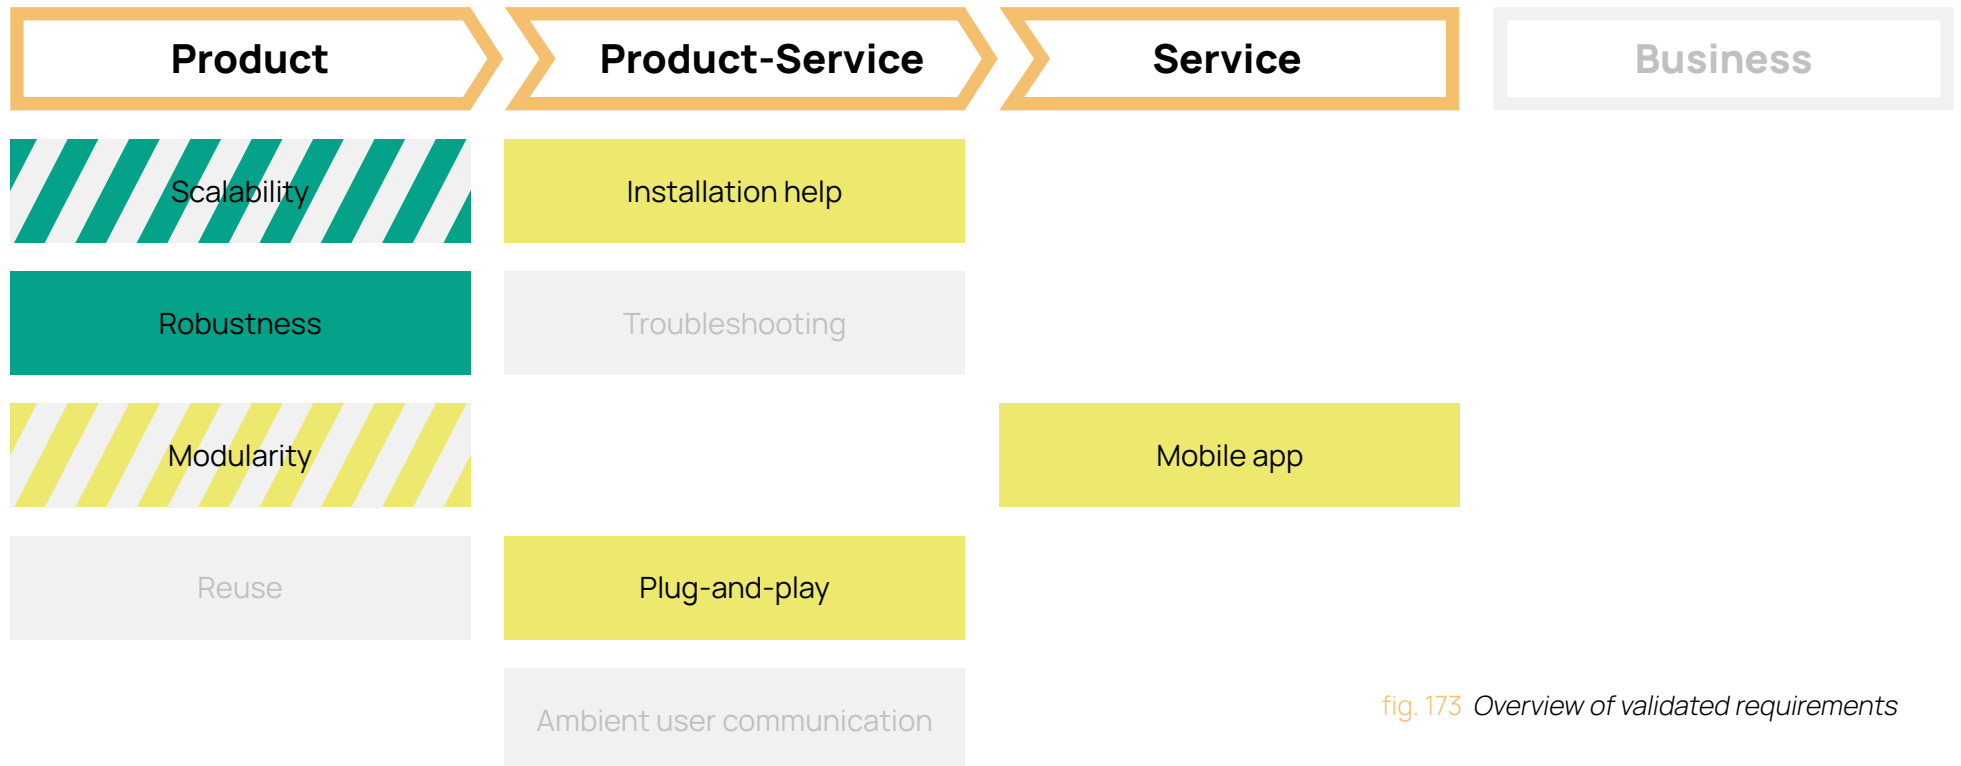 Product
Product-Service
Service
Business
Scalability
Installation help
Robustness
Troubleshooting
Modularity
Mobile app
Reuse
Plug-and-play
Ambient user communication
fig. 173 Overview of validated requirements